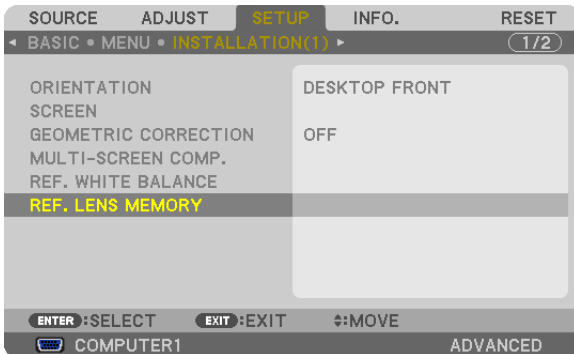 SOURCE ADJUST SETUP INFO. RESET
◄ BASIC • MENU • INSTALLATION(1) ► 1/2
ORIENTATION DESKTOP FRONT
SCREEN
GEOMETRIC CORRECTION OFF
MULTI-SCREEN COMP.
REF. WHITE BALANCE
REF. LENS MEMORY
ENTER :SELECT EXIT :EXIT ♦:MOVE
COMPUTER1 ADVANCED